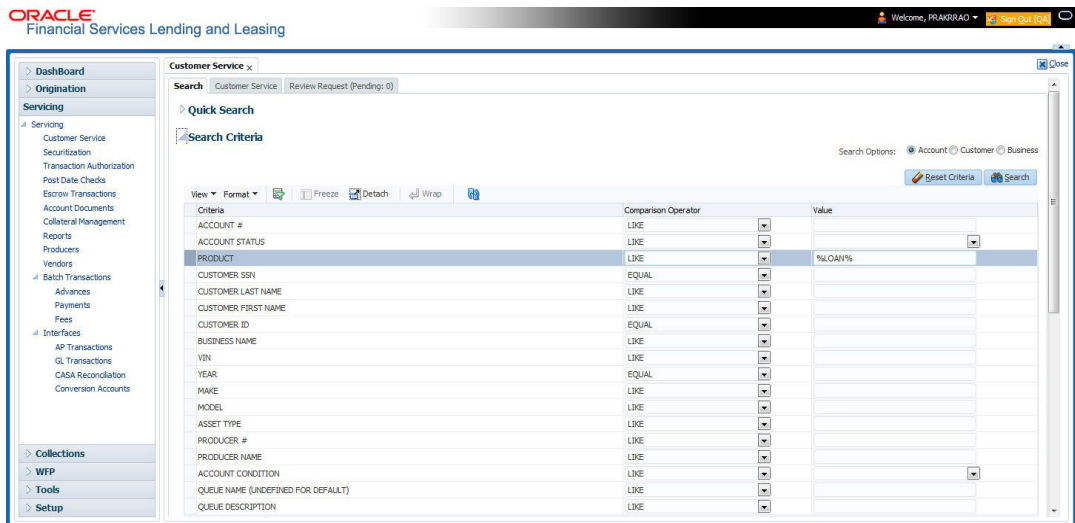 ORACLE
Financial Services Lending and Leasing
Welcome, PRAKRRAO
Sign Out [QA]
DashBoard
Origination
Servicing
Servicing
Customer Service
Securitization
Transaction Authorization
Post Date Checks
Escrow Transactions
Account Documents
Collateral Management
Reports
Producers
Vendors
Batch Transactions
Advances
Payments
Fees
Interfaces
AP Transactions
GL Transactions
CASA Reconciliation
Conversion Accounts
Collections
WFP
Tools
Setup
Customer Service
Close
Search Customer Service Review Request (Pending: 0)
Quick Search
Search Criteria
Search Options: Account Customer Business
Reset Criteria Search
View Format Freeze Detach Wrap
Criteria Comparison Operator Value
ACCOUNT # LIKE
ACCOUNT STATUS LIKE
PRODUCT LIKE %LOAN%
CUSTOMER SSN EQUAL
CUSTOMER LAST NAME LIKE
CUSTOMER FIRST NAME LIKE
CUSTOMER ID EQUAL
BUSINESS NAME LIKE
VIN LIKE
YEAR EQUAL
MAKE LIKE
MODEL LIKE
ASSET TYPE LIKE
PRODUCER # LIKE
PRODUCER NAME LIKE
ACCOUNT CONDITION LIKE
QUEUE NAME (UNDEFINED FOR DEFAULT) LIKE
QUEUE DESCRIPTION LIKE